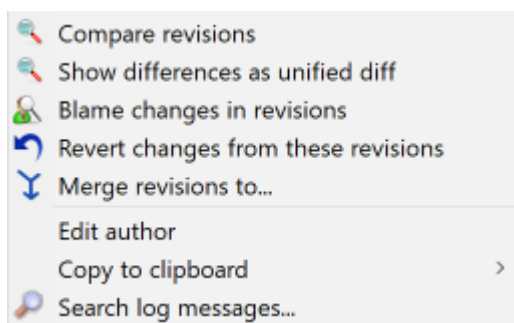 Compare revisions
Show differences as unified diff
Blame changes in revisions
Revert changes from these revisions
Merge revisions to...
Edit author
Copy to clipboard
Search log messages...